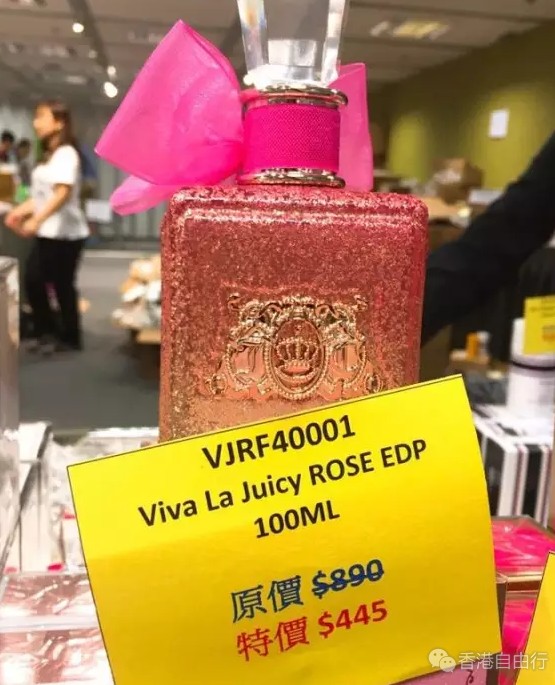 VJRF40001
Viva La Juicy ROSE EDP
100ML
原價 $890
特價 $445
香港自由行